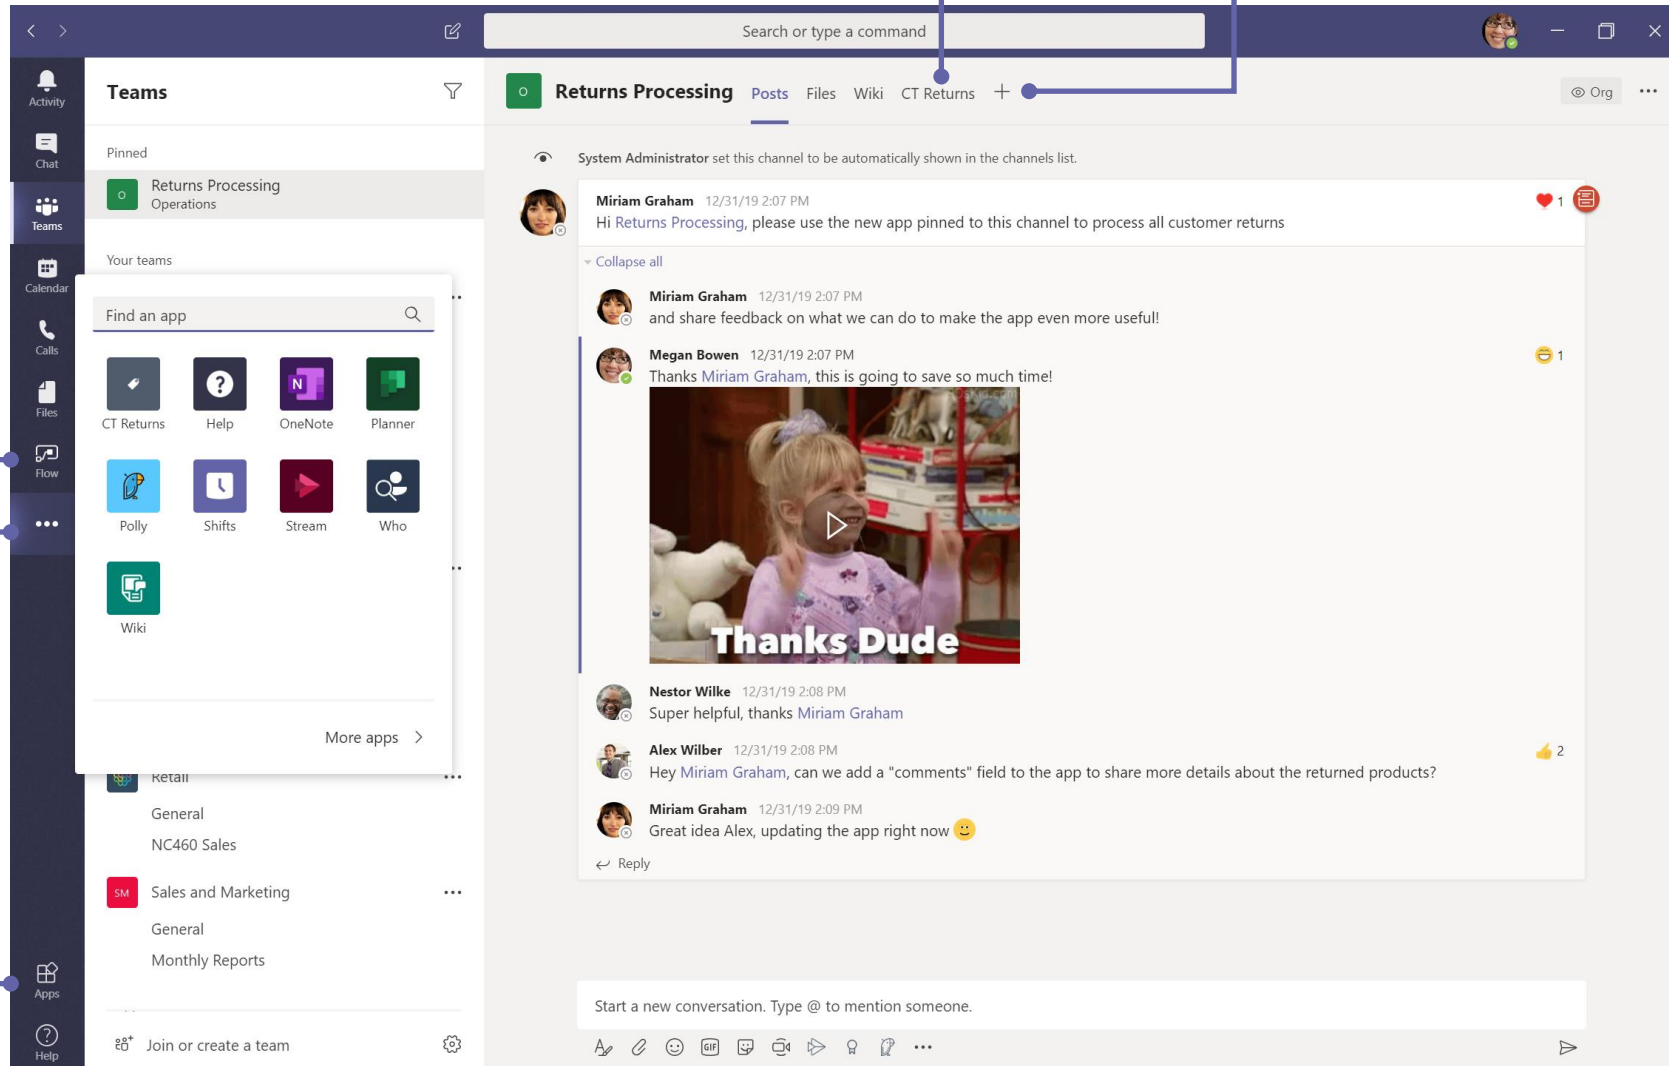 Search or type a command
Activity
Chat
Teams
Calendar
Calls
Files
Flow
Apps
Help
Teams
Pinned
O
Returns Processing
Operations
Your teams
Find an app
CT Returns
Help
OneNote
Planner
Polly
Shifts
Stream
Who
Wiki
More apps
Retail
General
NC460 Sales
SM Sales and Marketing
General
Monthly Reports
Join or create a team
O Returns Processing Posts Files Wiki CT Returns
Org
System Administrator set this channel to be automatically shown in the channels list.
Miriam Graham 12/31/19 2:07 PM
1
Hi Returns Processing, please use the new app pinned to this channel to process all customer returns
Collapse all
Miriam Graham 12/31/19 2:07 PM
and share feedback on what we can do to make the app even more useful!
Megan Bowen 12/31/19 2:07 PM
1
Thanks Miriam Graham, this is going to save so much time!
Thanks Dude
Nestor Wilke 12/31/19 2:08 PM
Super helpful, thanks Miriam Graham
Alex Wilber 12/31/19 2:08 PM
2
Hey Miriam Graham, can we add a "comments" field to the app to share more details about the returned products?
Miriam Graham 12/31/19 2:09 PM
Great idea Alex, updating the app right now
Reply
Start a new conversation. Type @ to mention someone.
GIF